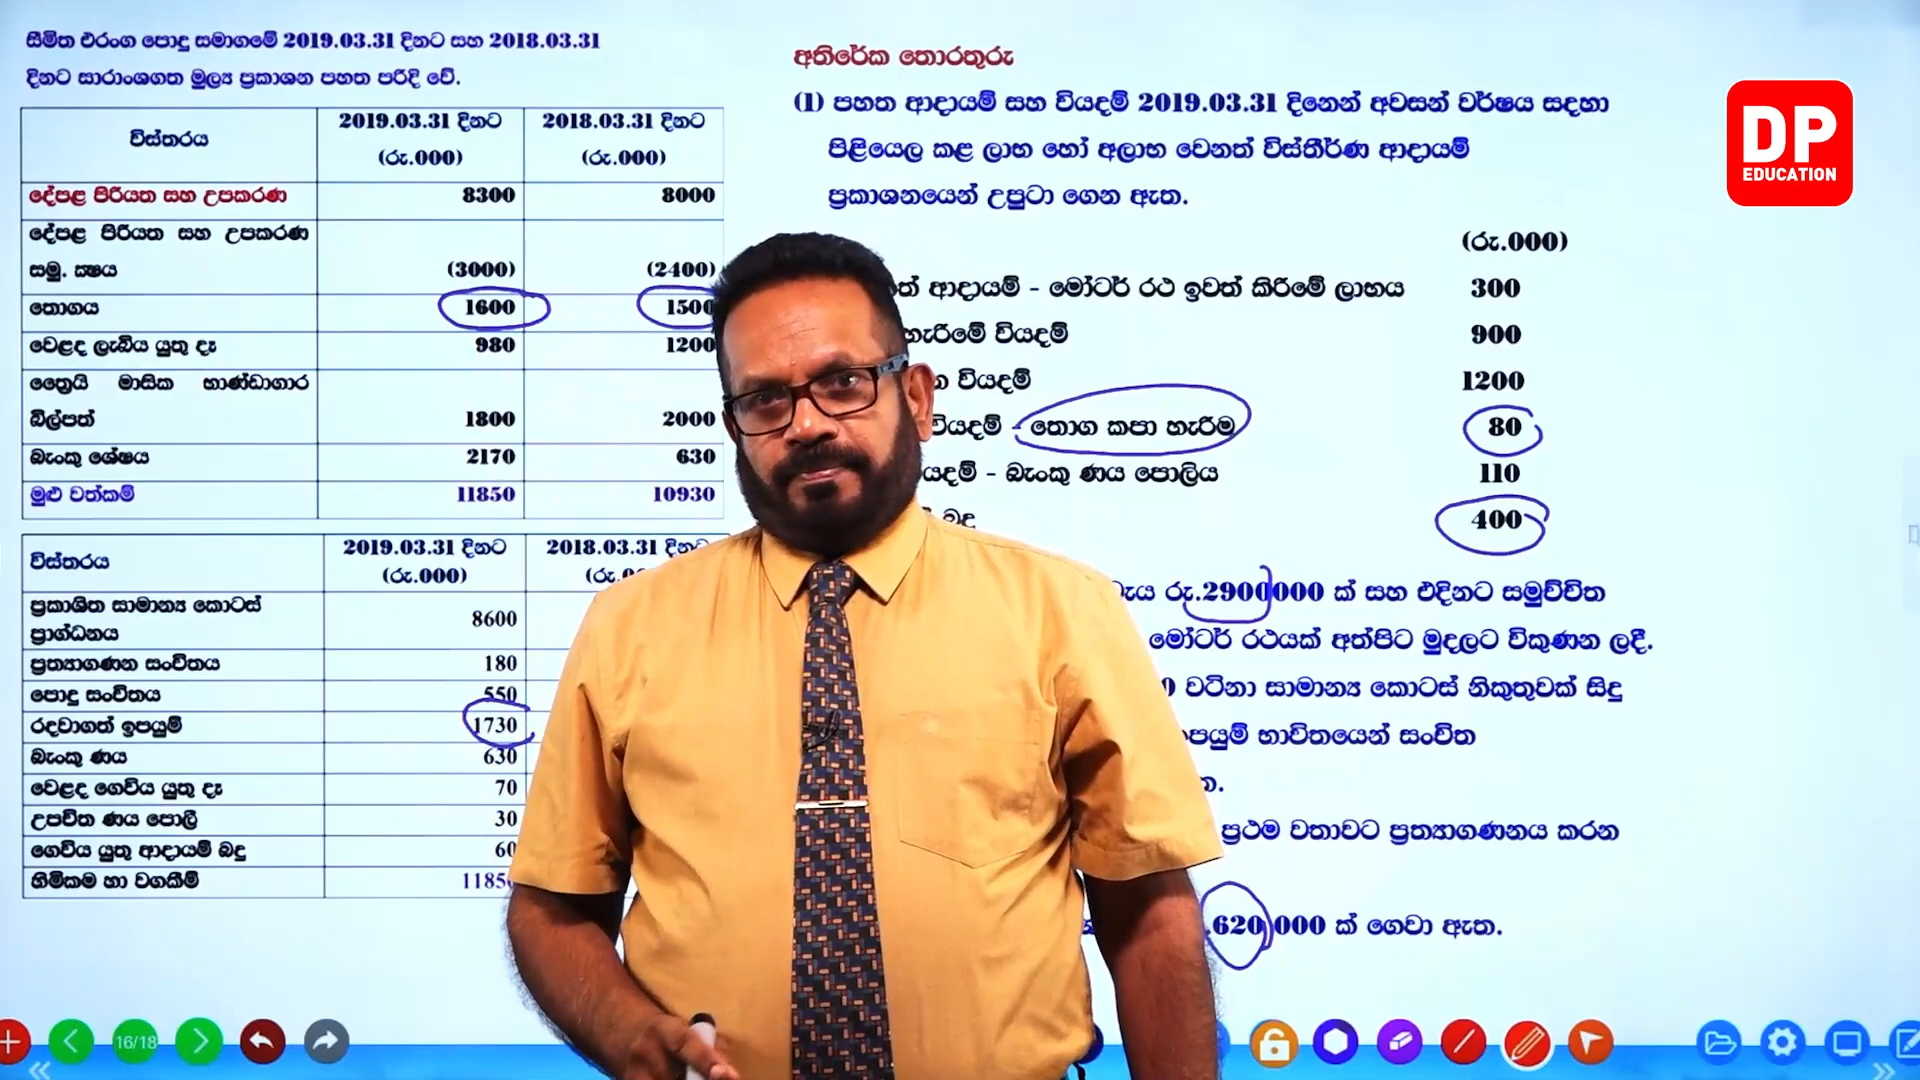 සීමිත එරංග පොදු සමාගමේ 2019.03.31 දිනට සහ 2018.03.31
දිනට සාරාංශගත මුල්‍ය ප්‍රකාශන පහත පරිදි වේ.
විස්තරය 2019.03.31 දිනට (රු.000) 2018.03.31 දිනට (රු.000)
දේපළ පිරියත සහ උපකරණ 8300 8000
දේපළ පිරියත සහ උපකරණ
සමු. ක්‍ෂය (3000) (2400)
තොගය 1600 1500
වෙළඳ ලැබිය යුතු දෑ 980 1200
ත්‍රෛයි මාසික භාණ්ඩාගාර
බිල්පත් 1800 2000
බැංකු ශේෂය 2170 630
මුළු වත්කම් 11850 10930
විස්තරය 2019.03.31 දිනට (රු.000) 2018.03.31
ප්‍රකාශිත සාමාන්‍ය කොටස්
ප්‍රාග්ධනය 8600
ප්‍රත්‍යාගණන සංචිතය 180
පොදු සංචිතය 550
රඳවාගත් ඉපයුම් 1730
බැංකු ණය 630
වෙළඳ ගෙවිය යුතු දෑ 70
උපචිත ණය පොලී 30
ගෙවිය යුතු ආදායම් බදු 60
හිමිකම හා වගකීම් 11850
අතිරේක තොරතුරු
(1) පහත ආදායම් සහ වියදම් 2019.03.31 දිනෙන් අවසන් වර්ෂය සඳහා
පිළියෙල කළ ලාභ හෝ අලාභ වෙනත් විස්තීර්ණ ආදායම්
ප්‍රකාශනයෙන් උපුටා ගෙන ඇත.
(රු.000)
ආදායම් - මෝටර් රථ ඉවත් කිරීමේ ලාභය 300
වියදම් 900
වියදම් 1200
වියදම් - තොග කපා හැරීම 80
- බැංකු ණය පොලිය 110
බදු 400
රු.2900000 ක් සහ එදිනට සමුච්චිත
මෝටර් රථයක් අත්පිට මුදලට විකුණන ලදී.
වටිනා සාමාන්‍ය කොටස් නිකුතුවක් සිදු
භාවිතයෙන් සංචිත
ප්‍රථම වතාවට ප්‍රත්‍යාගණනය කරන
620000 ක් ගෙවා ඇත.
DP
EDUCATION
16/18